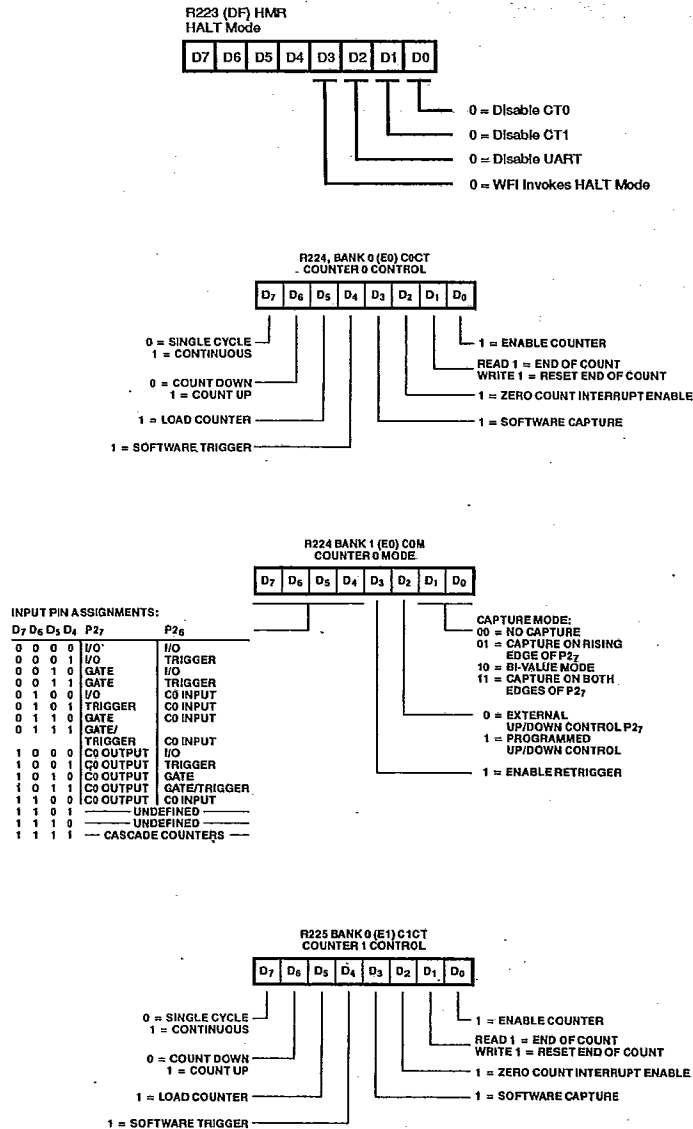 R223 (DF) HMR
HALT Mode
D7 D6 D5 D4 D3 D2 D1 D0
0 = Disable CT0
0 = Disable CT1
0 = Disable UART
0 = WFI Invokes HALT Mode
R224, BANK 0 (E0) C0CT
COUNTER 0 CONTROL
D7 D6 D5 D4 D3 D2 D1 D0
0 = SINGLE CYCLE
1 = CONTINUOUS
0 = COUNT DOWN
1 = COUNT UP
1 = LOAD COUNTER
1 = SOFTWARE TRIGGER
1 = ENABLE COUNTER
READ 1 = END OF COUNT
WRITE 1 = RESET END OF COUNT
1 = ZERO COUNT INTERRUPT ENABLE
1 = SOFTWARE CAPTURE
R224 BANK 1 (E0) C0M
COUNTER 0 MODE
D7 D6 D5 D4 D3 D2 D1 D0
INPUT PIN ASSIGNMENTS:
D7 D6 D5 D4 P27 P26
0 0 0 0 I/O I/O
0 0 0 1 I/O TRIGGER
0 0 1 0 GATE I/O
0 0 1 1 GATE TRIGGER
0 1 0 0 I/O C0 INPUT
0 1 0 1 TRIGGER C0 INPUT
0 1 1 0 GATE C0 INPUT
0 1 1 1 GATE/
TRIGGER C0 INPUT
1 0 0 0 C0 OUTPUT I/O
1 0 0 1 C0 OUTPUT TRIGGER
1 0 1 0 C0 OUTPUT GATE
1 0 1 1 C0 OUTPUT GATE/TRIGGER
1 1 0 0 C0 OUTPUT C0 INPUT
1 1 0 1 UNDEFINED
1 1 1 0 UNDEFINED
1 1 1 1 CASCADE COUNTERS
CAPTURE MODE:
00 = NO CAPTURE
01 = CAPTURE ON RISING
EDGE OF P27
10 = BI-VALUE MODE
11 = CAPTURE ON BOTH
EDGES OF P27
0 = EXTERNAL
UP/DOWN CONTROL P27
1 = PROGRAMMED
UP/DOWN CONTROL
1 = ENABLE RETRIGGER
R225 BANK 0 (E1) C1CT
COUNTER 1 CONTROL
D7 D6 D5 D4 D3 D2 D1 D0
0 = SINGLE CYCLE
1 = CONTINUOUS
0 = COUNT DOWN
1 = COUNT UP
1 = LOAD COUNTER
1 = SOFTWARE TRIGGER
1 = ENABLE COUNTER
READ 1 = END OF COUNT
WRITE 1 = RESET END OF COUNT
1 = ZERO COUNT INTERRUPT ENABLE
1 = SOFTWARE CAPTURE